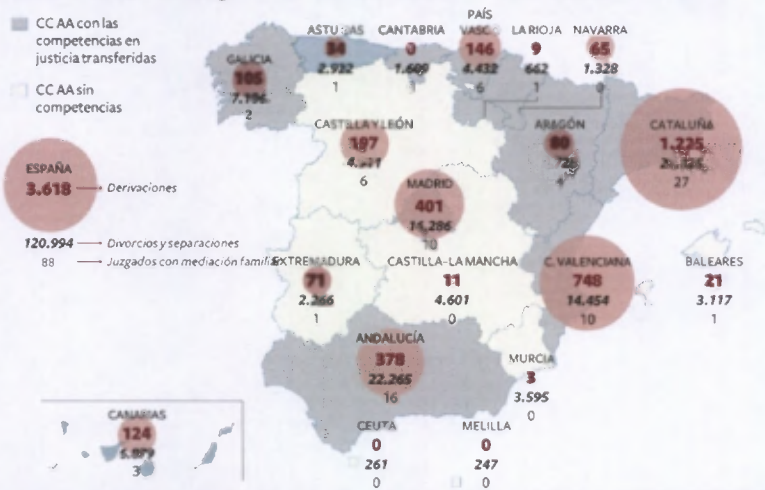 CC AA con las
competencias en
justicia transferidas
CC AA sin
competencias
ESPAÑA
3.618
Derivaciones
120.994
Divorcios y separaciones
88
Juzgados con mediación
GALICIA
105
2
34
2.932
1
CANTABRIA
0
1.609
1
PAÍS
VASCO
146
4.432
6
LA RIOJA
9
662
1
NAVARRA
65
1.328
0
CASTILLA Y LEÓN
6
ARAGÓN
80
4
CATALUÑA
1.225
27
MADRID
401
10
EXTREMADURA
71
2.266
1
CASTILLA-LA MANCHA
11
4.601
0
C. VALENCIANA
748
14.454
10
BALEARES
21
3.117
1
ANDALUCÍA
378
22.265
16
MURCIA
3
3.595
0
CANARIAS
124
3
CEUTA
0
261
0
MELILLA
0
247
0